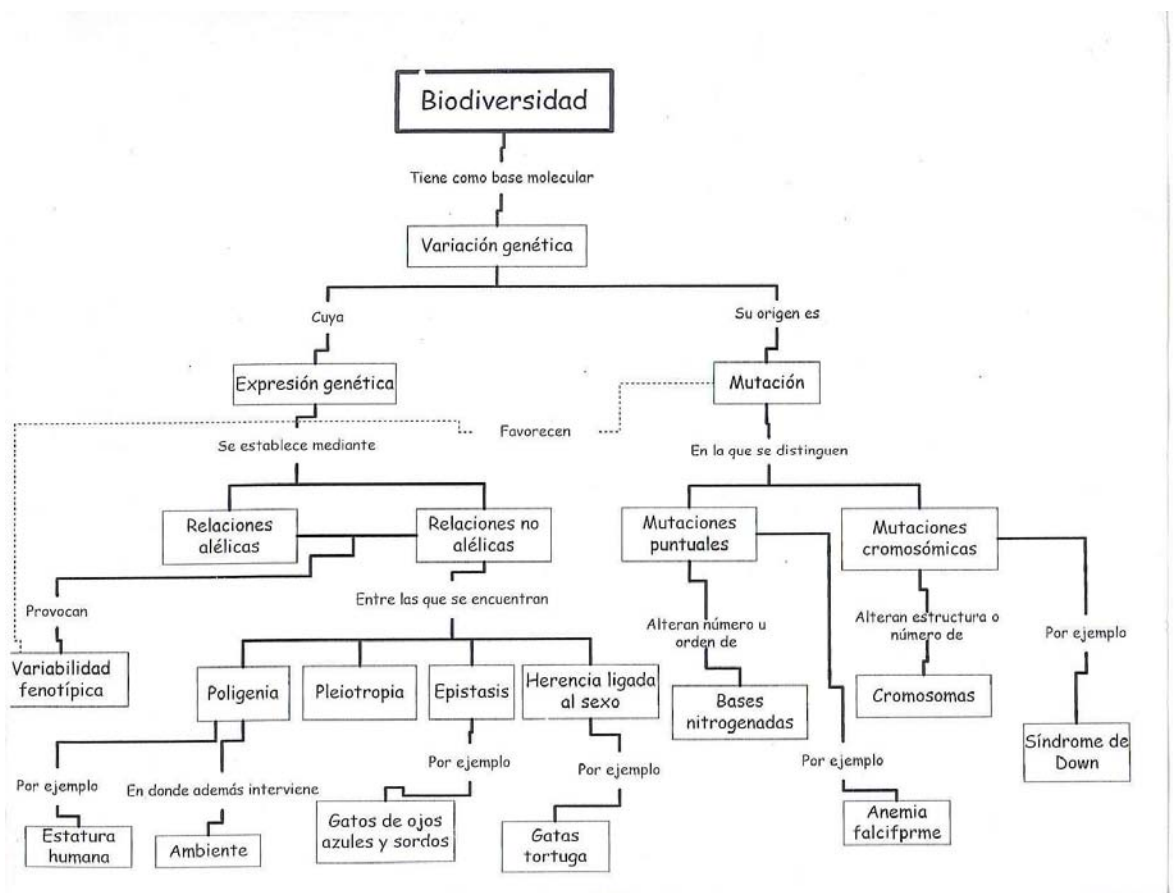 Biodiversidad
Tiene como base molecular
Variación genética
Cuya
Su origen es
Expresión genética
Mutación
Favorecen
Se establece mediante
En la que se distinguen
Relaciones
alélicas
Relaciones no
alélicas
Mutaciones
puntuales
Mutaciones
cromosómicas
Provocan
Entre las que se encuentran
Alteran número u
orden de
Alteran estructura o
número de
Por ejemplo
Variabilidad
fenotípica
Poligenia
Pleiotropia
Epistasis
Herencia ligada
al sexo
Bases
nitrogenadas
Cromosomas
Síndrome de
Down
Por ejemplo
En donde además interviene
Por ejemplo
Por ejemplo
Por ejemplo
Estatura
humana
Ambiente
Gatos de ojos
azules y sordos
Gatas
tortuga
Anemia
falcifprme